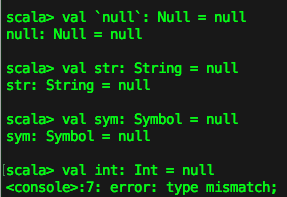 scala> val `null`: Null = null
null: Null = null
scala> val str: String = null
str: String = null
scala> val sym: Symbol = null
sym: Symbol = null
scala> val int: Int = null
<console>:7: error: type mismatch;